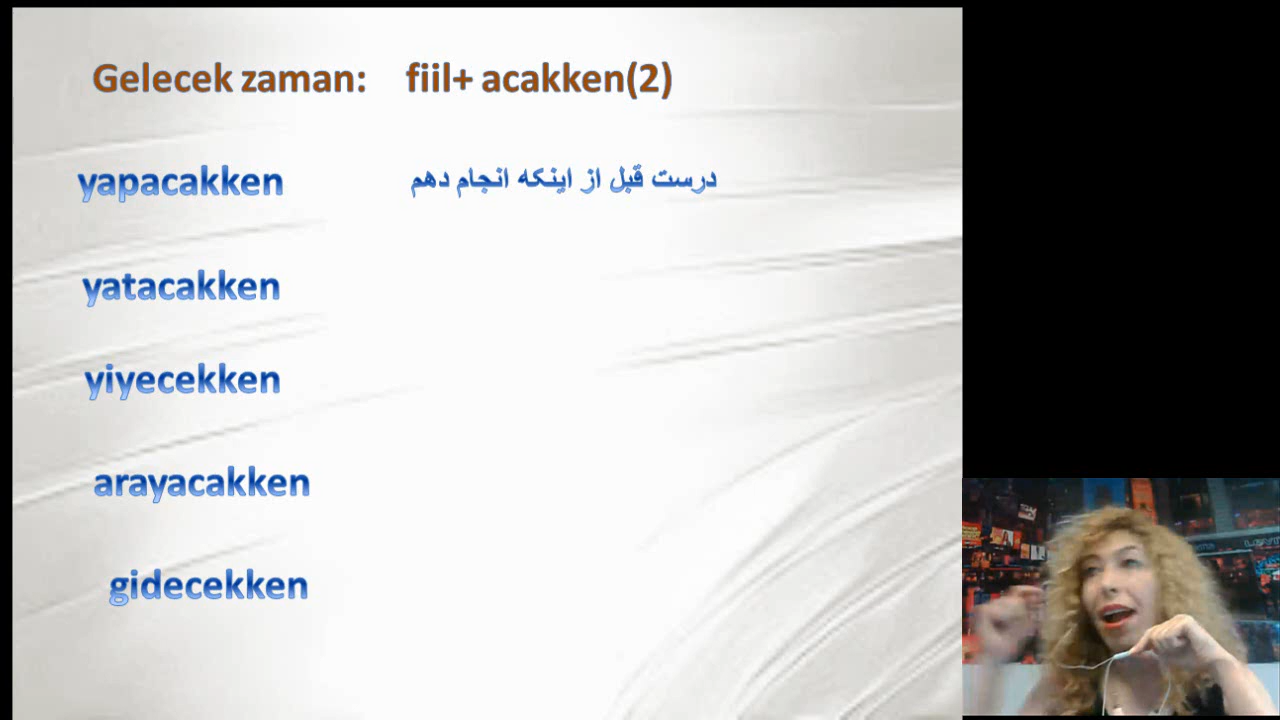 Gelecek zaman: fiil+ acakken(2)
yapacakken درست قبل از اینکه انجام دهم
yatacakken
yiyecekken
arayacakken
gidecekken